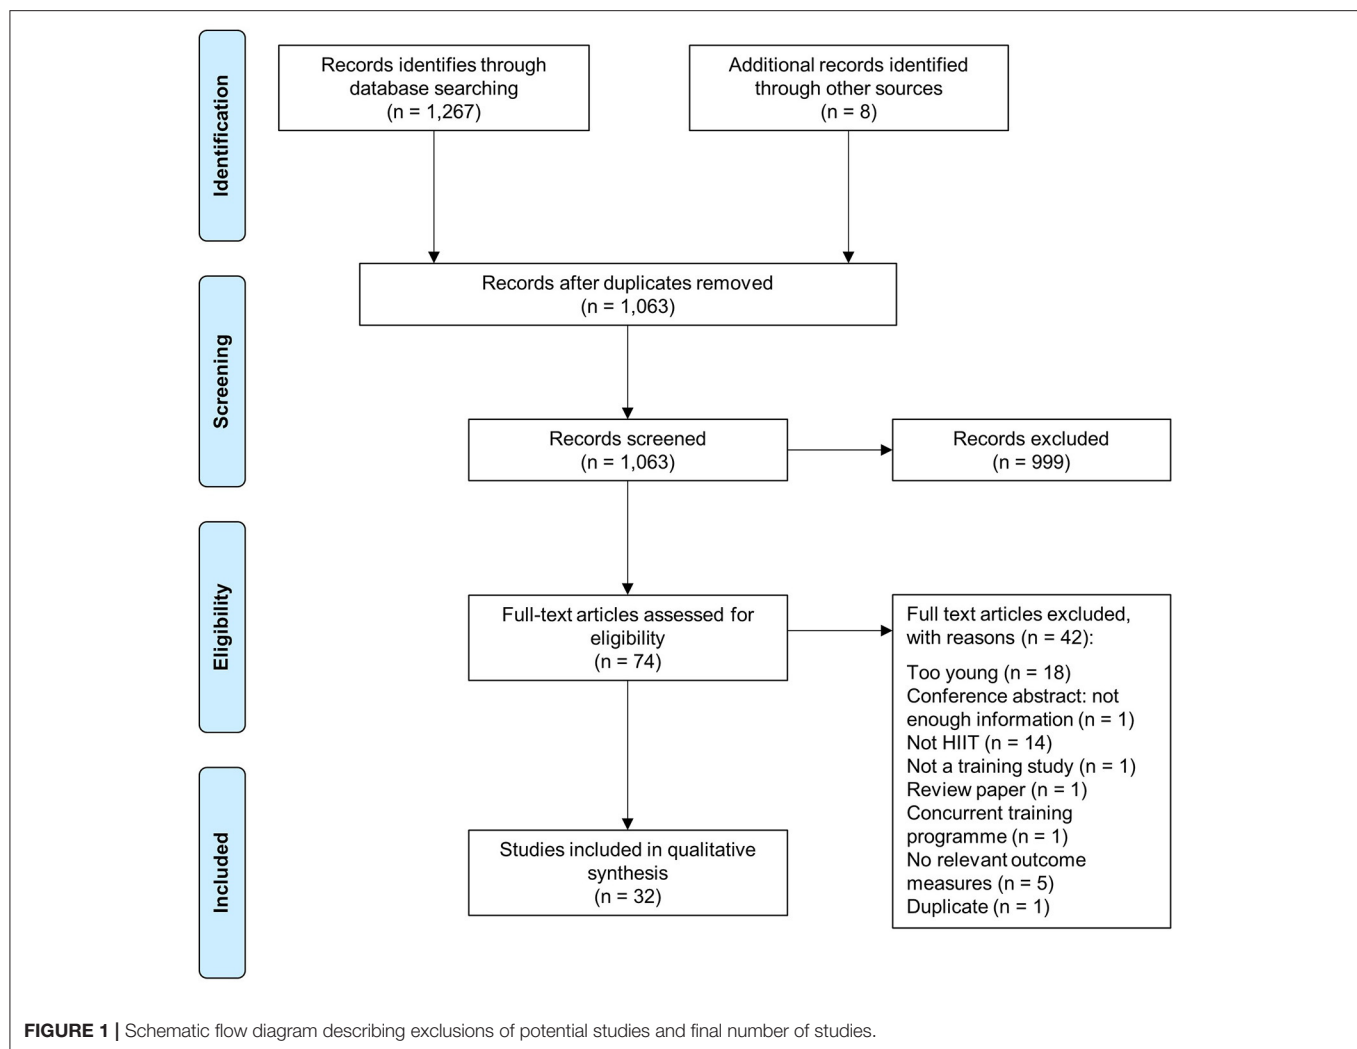 Identification
Records identifies through
database searching
(n = 1,267)
Additional records identified
through other sources
(n = 8)
Screening
Records after duplicates removed
(n = 1,063)
Records screened
(n = 1,063)
Records excluded
(n = 999)
Eligibility
Full-text articles assessed for
eligibility
(n = 74)
Full text articles excluded,
with reasons (n = 42):
Too young (n = 18)
Conference abstract: not
enough information (n = 1)
Not HIIT (n = 14)
Not a training study (n = 1)
Review paper (n = 1)
Concurrent training
programme (n = 1)
No relevant outcome
measures (n = 5)
Duplicate (n = 1)
Included
Studies included in qualitative
synthesis
(n = 32)
FIGURE 1 | Schematic flow diagram describing exclusions of potential studies and final number of studies.